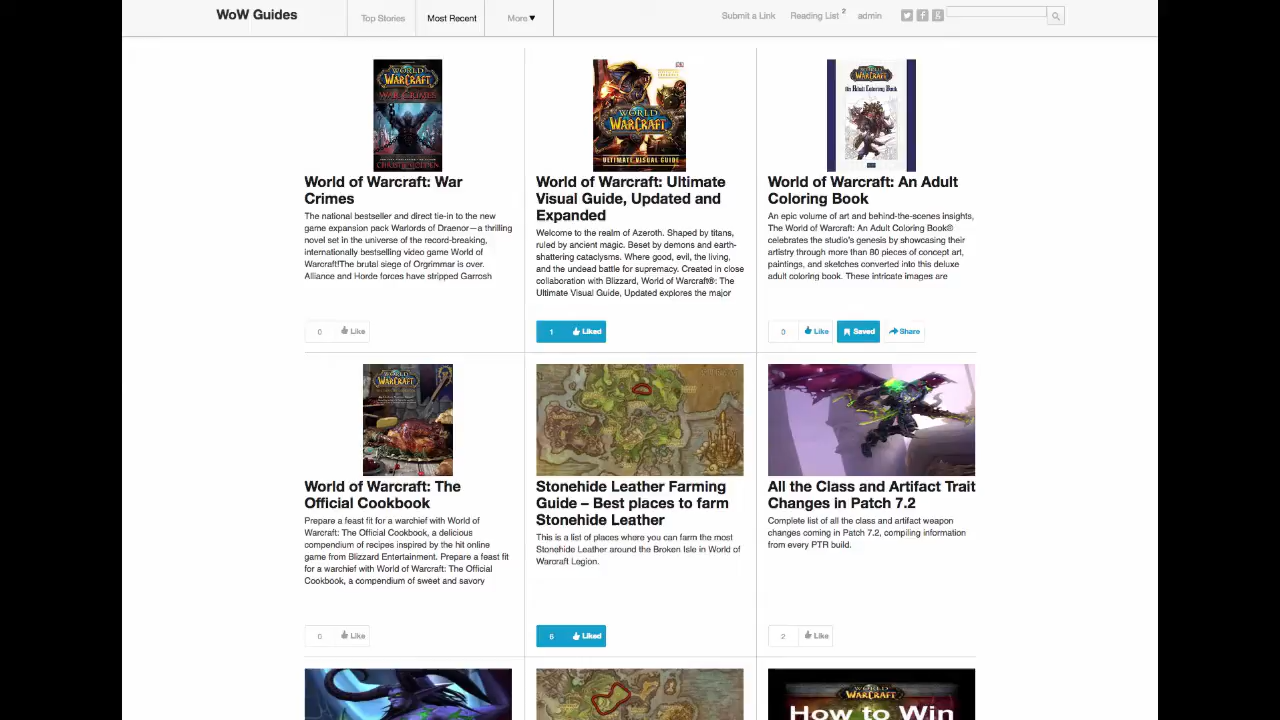 WoW Guides
Top Stories
Most Recent
More ▼
Submit a Link
Reading List 2
admin
WORLD
WARCRAFT
WAR CRIMES
CHRISTIE GOLDEN
World of Warcraft: War
Crimes
The national bestseller and direct tie-in to the new
game expansion pack Warlords of Draenor—a thrilling
novel set in the universe of the record-breaking,
internationally bestselling video game World of
Warcraft!The brutal siege of Orgrimmar is over.
Alliance and Horde forces have stripped Garrosh
0 Like
WORLD
WARCRAFT
ULTIMATE VISUAL GUIDE
World of Warcraft: Ultimate
Visual Guide, Updated and
Expanded
Welcome to the realm of Azeroth. Shaped by titans,
ruled by ancient magic. Beset by demons and earth-
shattering cataclysms. Where good, evil, the living,
and the undead battle for supremacy. Created in close
collaboration with Blizzard, World of Warcraft®: The
Ultimate Visual Guide, Updated explores the major
1 Liked
WORLD
WARCRAFT
An Adult Coloring Book
World of Warcraft: An Adult
Coloring Book
An epic volume of art and behind-the-scenes insights,
The World of Warcraft: An Adult Coloring Book®
celebrates the studio's genesis by showcasing their
artistry through more than 80 pieces of concept art,
paintings, and sketches converted into this deluxe
adult coloring book. These intricate images are
0 Like Saved Share
WORLD
WARCRAFT
World of Warcraft: The
Official Cookbook
Prepare a feast fit for a warchief with World of
Warcraft: The Official Cookbook, a delicious
compendium of recipes inspired by the hit online
game from Blizzard Entertainment. Prepare a feast fit
for a warchief with World of Warcraft: The Official
Cookbook, a compendium of sweet and savory
0 Like
Stonehide Leather Farming
Guide – Best places to farm
Stonehide Leather
This is a list of places where you can farm the most
Stonehide Leather around the Broken Isle in World of
Warcraft Legion.
6 Liked
All the Class and Artifact Trait
Changes in Patch 7.2
Complete list of all the class and artifact weapon
changes coming in Patch 7.2, compiling information
from every PTR build.
2 Like
WORLD
WARCRAFT
How to Win